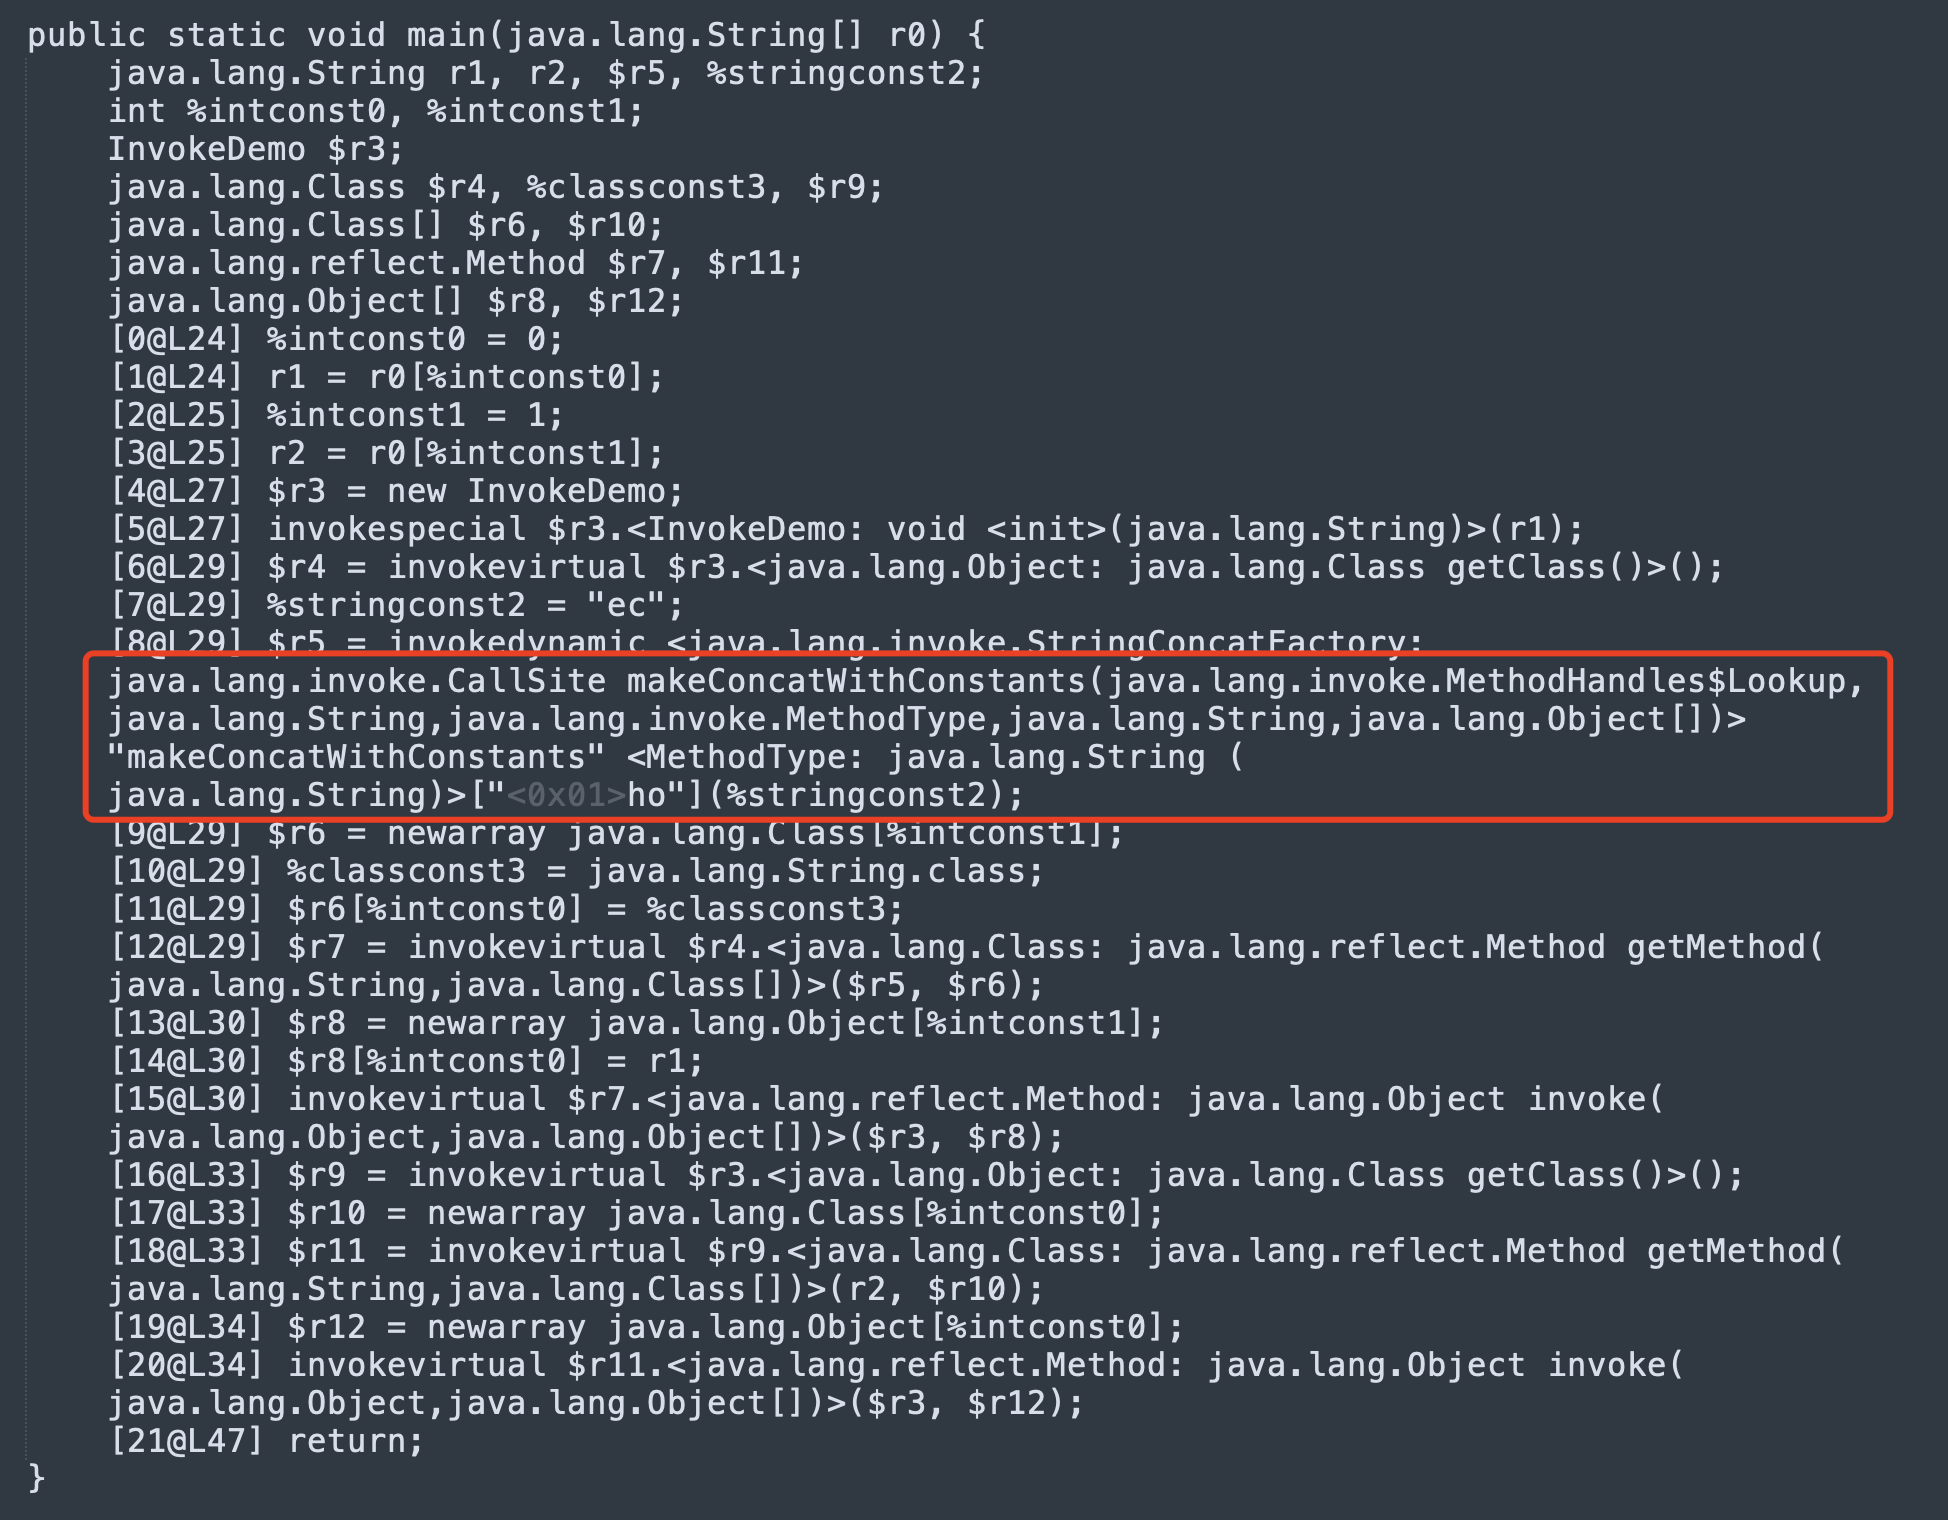 public static void main(java.lang.String[] r0) {
java.lang.String r1, r2, $r5, %stringconst2;
int %intconst0, %intconst1;
InvokeDemo $r3;
java.lang.Class $r4, %classconst3, $r9;
java.lang.Class[] $r6, $r10;
java.lang.reflect.Method $r7, $r11;
java.lang.Object[] $r8, $r12;
[0@L24] %intconst0 = 0;
[1@L24] r1 = r0[%intconst0];
[2@L25] %intconst1 = 1;
[3@L25] r2 = r0[%intconst1];
[4@L27] $r3 = new InvokeDemo;
[5@L27] invokespecial $r3.<InvokeDemo: void <init>(java.lang.String)>(r1);
[6@L29] $r4 = invokevirtual $r3.<java.lang.Object: java.lang.Class getClass()>();
[7@L29] %stringconst2 = "ec";
[8@L29] $r5 = invokedynamic <java.lang.invoke.StringConcatFactory:
java.lang.invoke.CallSite makeConcatWithConstants(java.lang.invoke.MethodHandles$Lookup,
java.lang.String,java.lang.invoke.MethodType,java.lang.String,java.lang.Object[])>
"makeConcatWithConstants" <MethodType: java.lang.String (
java.lang.String)>["<0x01>ho"](%stringconst2);
[9@L29] $r6 = newarray java.lang.Class[%intconst1];
[10@L29] %classconst3 = java.lang.String.class;
[11@L29] $r6[%intconst0] = %classconst3;
[12@L29] $r7 = invokevirtual $r4.<java.lang.Class: java.lang.reflect.Method getMethod(
java.lang.String,java.lang.Class[])>($r5, $r6);
[13@L30] $r8 = newarray java.lang.Object[%intconst1];
[14@L30] $r8[%intconst0] = r1;
[15@L30] invokevirtual $r7.<java.lang.reflect.Method: java.lang.Object invoke(
java.lang.Object,java.lang.Object[])>($r3, $r8);
[16@L33] $r9 = invokevirtual $r3.<java.lang.Object: java.lang.Class getClass()>();
[17@L33] $r10 = newarray java.lang.Class[%intconst0];
[18@L33] $r11 = invokevirtual $r9.<java.lang.Class: java.lang.reflect.Method getMethod(
java.lang.String,java.lang.Class[])>(r2, $r10);
[19@L34] $r12 = newarray java.lang.Object[%intconst0];
[20@L34] invokevirtual $r11.<java.lang.reflect.Method: java.lang.Object invoke(
java.lang.Object,java.lang.Object[])>($r3, $r12);
[21@L47] return;
}